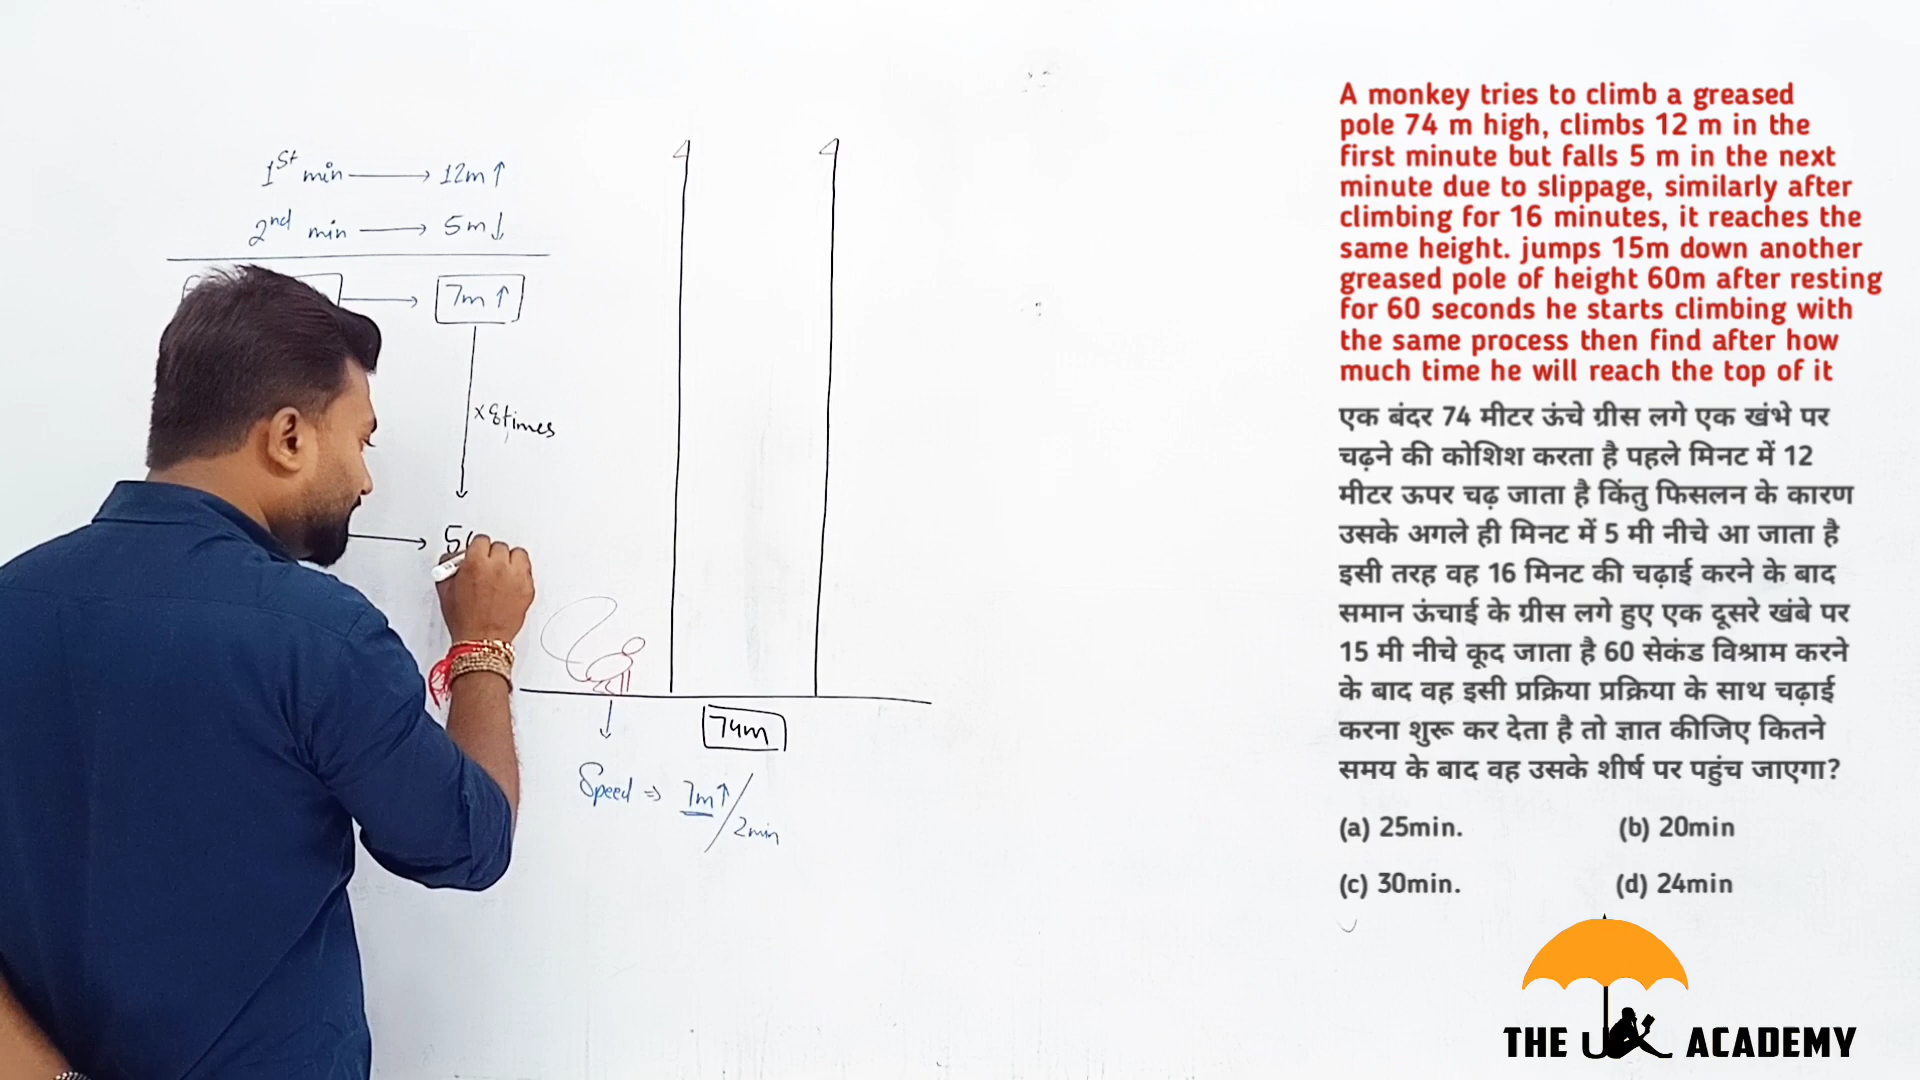 1st min → 12m ↑
2nd min → 5m ↓
→ 7m ↑
x 8times
→
74m
Speed ⇒ 7m ↑ / 2min
A monkey tries to climb a greased
pole 74 m high, climbs 12 m in the
first minute but falls 5 m in the next
minute due to slippage, similarly after
climbing for 16 minutes, it reaches the
same height. jumps 15m down another
greased pole of height 60m after resting
for 60 seconds he starts climbing with
the same process then find after how
much time he will reach the top of it
एक बंदर 74 मीटर ऊंचे ग्रीस लगे एक खंभे पर
चढ़ने की कोशिश करता है पहले मिनट में 12
मीटर ऊपर चढ़ जाता है किंतु फिसलन के कारण
उसके अगले ही मिनट में 5 मी नीचे आ जाता है
इसी तरह वह 16 मिनट की चढ़ाई करने के बाद
समान ऊंचाई के ग्रीस लगे हुए एक दूसरे खंबे पर
15 मी नीचे कूद जाता है 60 सेकंड विश्राम करने
के बाद वह इसी प्रक्रिया प्रक्रिया के साथ चढ़ाई
करना शुरू कर देता है तो ज्ञात कीजिए कितने
समय के बाद वह उसके शीर्ष पर पहुंच जाएगा?
(a) 25min. (b) 20min
(c) 30min. (d) 24min
THE UK ACADEMY